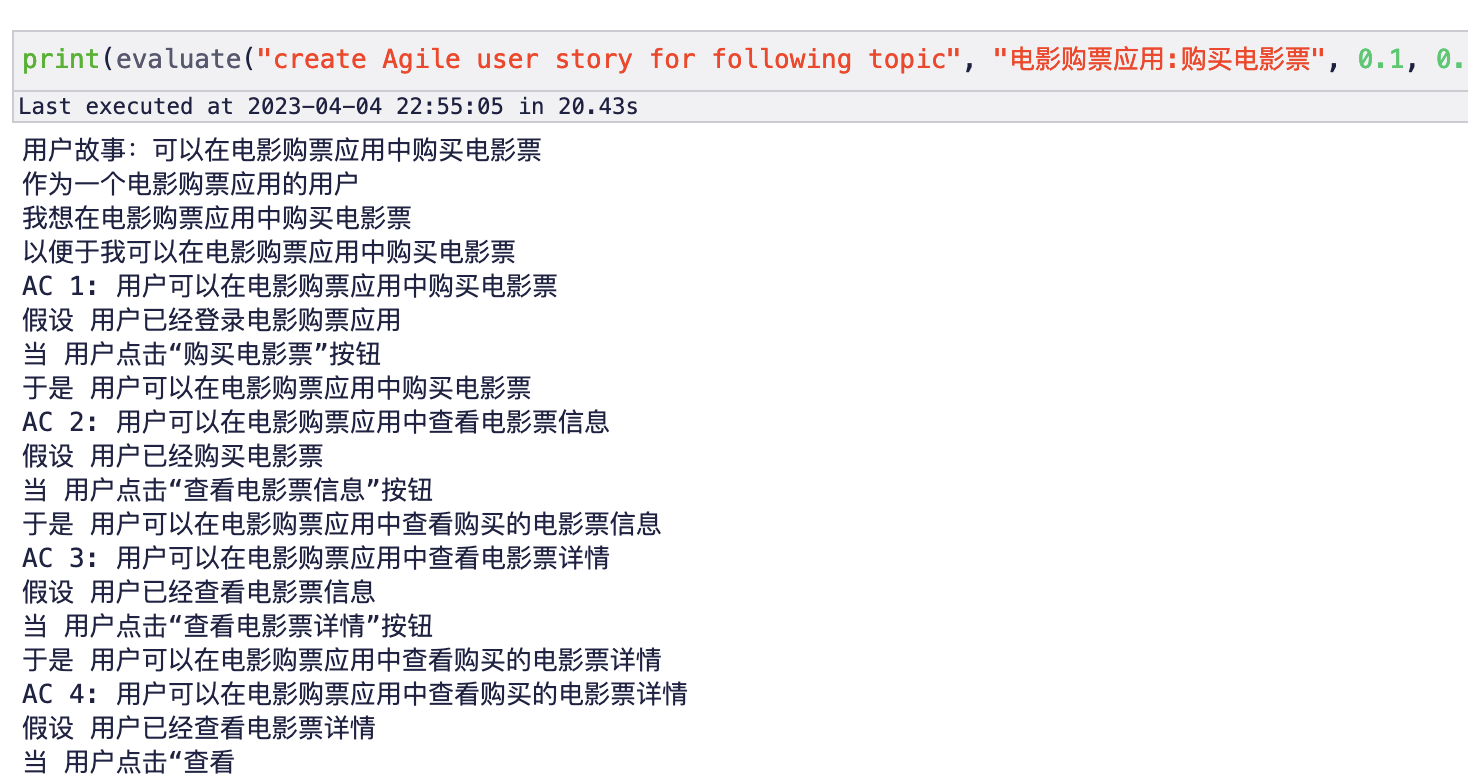 print(evaluate("create Agile user story for following topic", "电影购票应用:购买电影票", 0.1, 0.
Last executed at 2023-04-04 22:55:05 in 20.43s
用户故事: 可以在电影购票应用中购买电影票
作为一个电影购票应用的用户
我想在电影购票应用中购买电影票
以便于我可以在电影购票应用中购买电影票
AC 1: 用户可以在电影购票应用中购买电影票
假设 用户已经登录电影购票应用
当 用户点击“购买电影票”按钮
于是 用户可以在电影购票应用中购买电影票
AC 2: 用户可以在电影购票应用中查看电影票信息
假设 用户已经购买电影票
当 用户点击“查看电影票信息”按钮
于是 用户可以在电影购票应用中查看购买的电影票信息
AC 3: 用户可以在电影购票应用中查看电影票详情
假设 用户已经查看电影票信息
当 用户点击“查看电影票详情”按钮
于是 用户可以在电影购票应用中查看购买的电影票详情
AC 4: 用户可以在电影购票应用中查看购买的电影票详情
假设 用户已经查看电影票详情
当 用户点击“查看